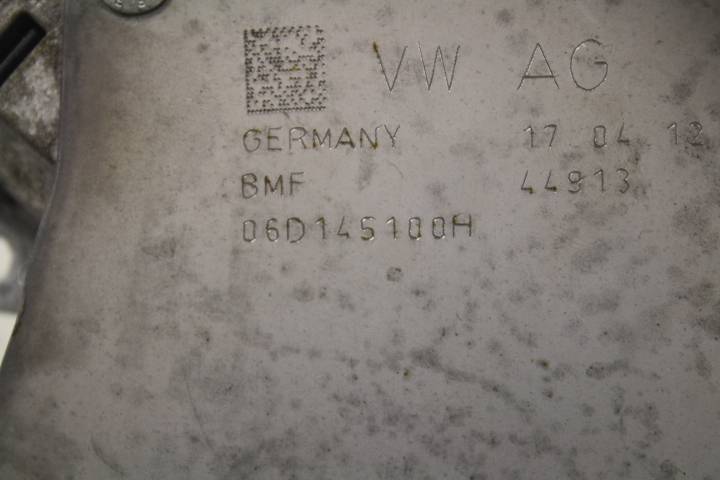 VW AG
GERMANY 17 04 12
BMF 44913
06D145100H